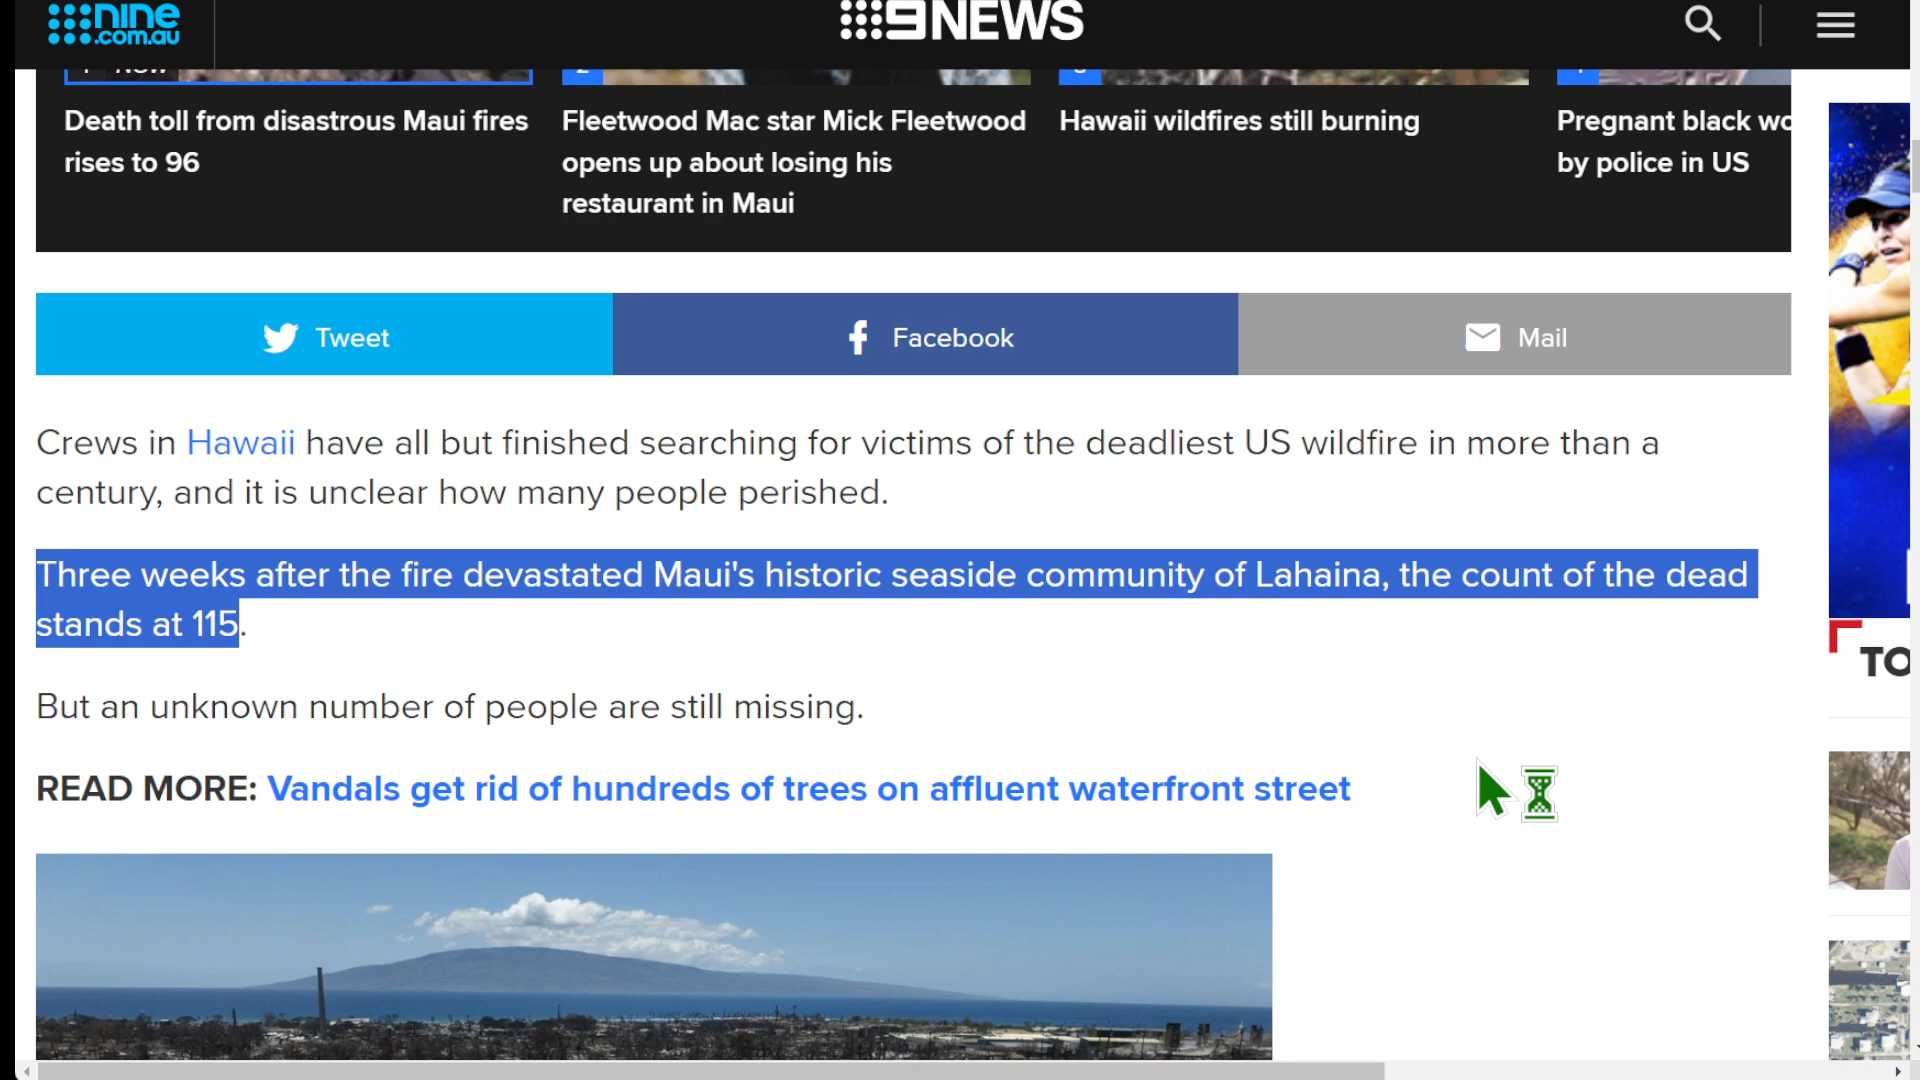 nine
.com.au
9NEWS
NOW
Death toll from disastrous Maui fires
rises to 96
Fleetwood Mac star Mick Fleetwood
opens up about losing his
restaurant in Maui
Hawaii wildfires still burning
Pregnant black wo
by police in US
Tweet
Facebook
Mail
Crews in Hawaii have all but finished searching for victims of the deadliest US wildfire in more than a
century, and it is unclear how many people perished.
Three weeks after the fire devastated Maui's historic seaside community of Lahaina, the count of the dead
stands at 115.
But an unknown number of people are still missing.
TO
READ MORE: Vandals get rid of hundreds of trees on affluent waterfront street